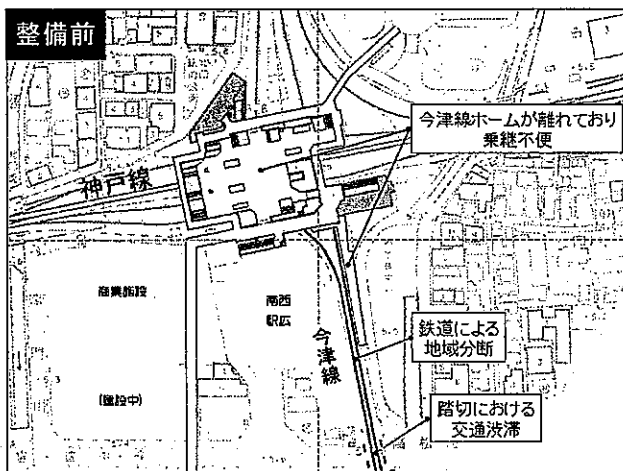 整備前
今津線ホームが離れており
乗継不便
神戸線
商業施設
(建設中)
南西
駅広
今津線
鉄道による
地域分断
踏切における
交通渋滞